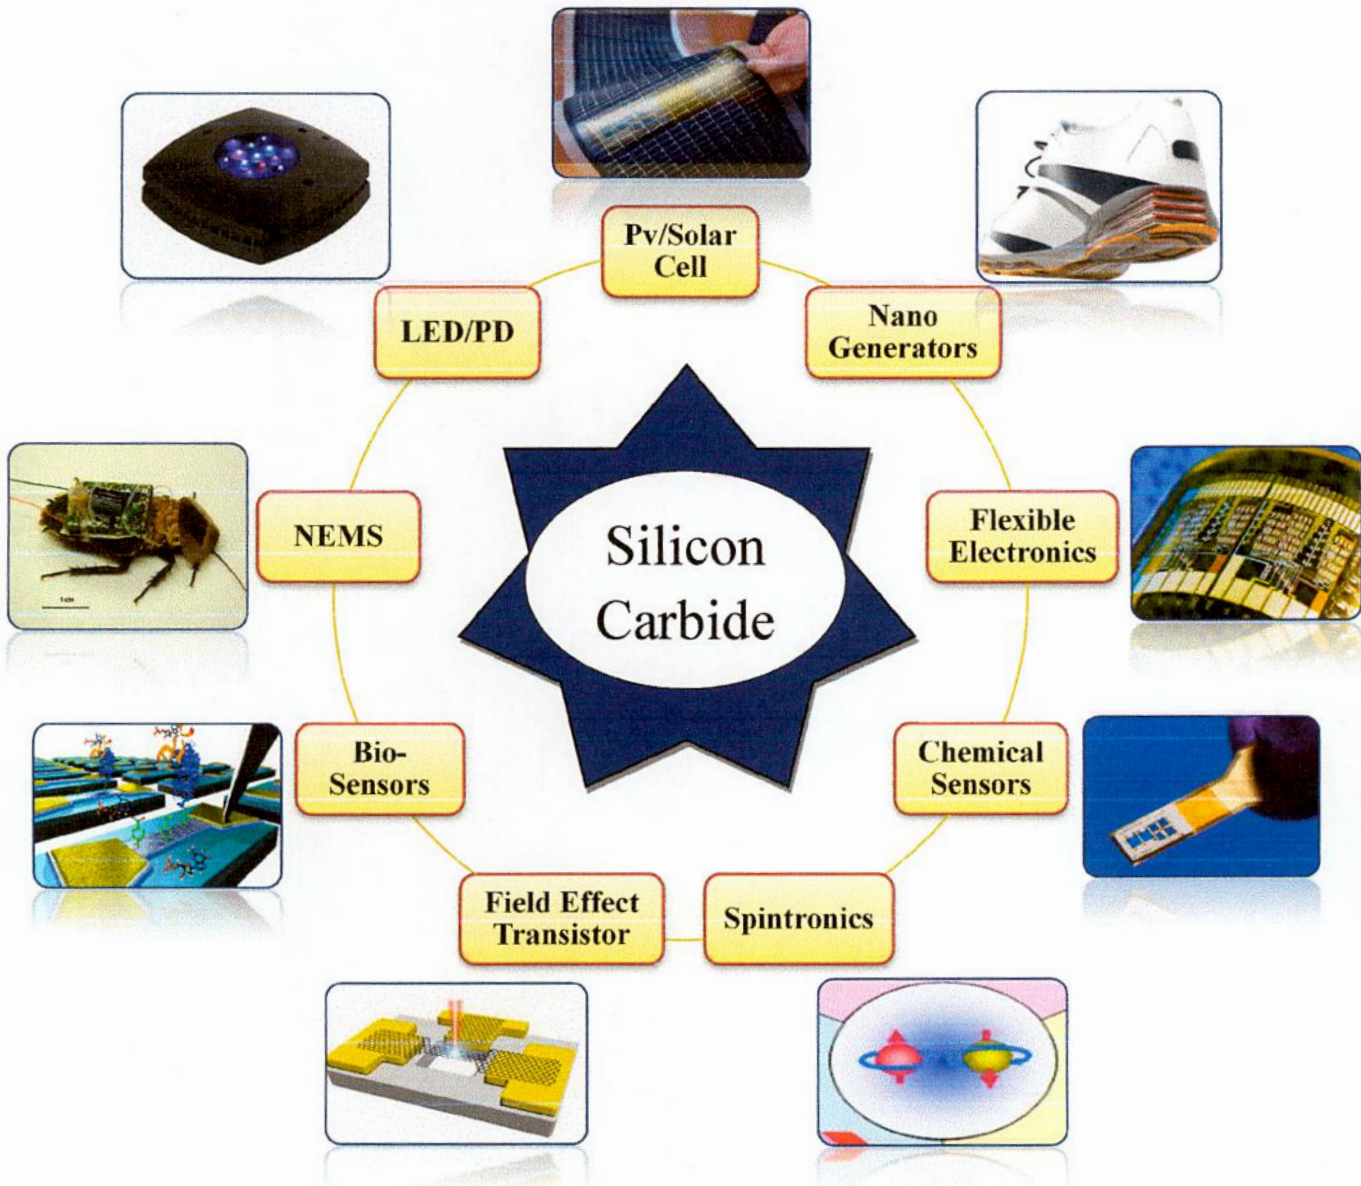 Pv/Solar
Cell
LED/PD
Nano
Generators
NEMS
Silicon
Carbide
Flexible
Electronics
Bio-
Sensors
Chemical
Sensors
Field Effect
Transistor
Spintronics